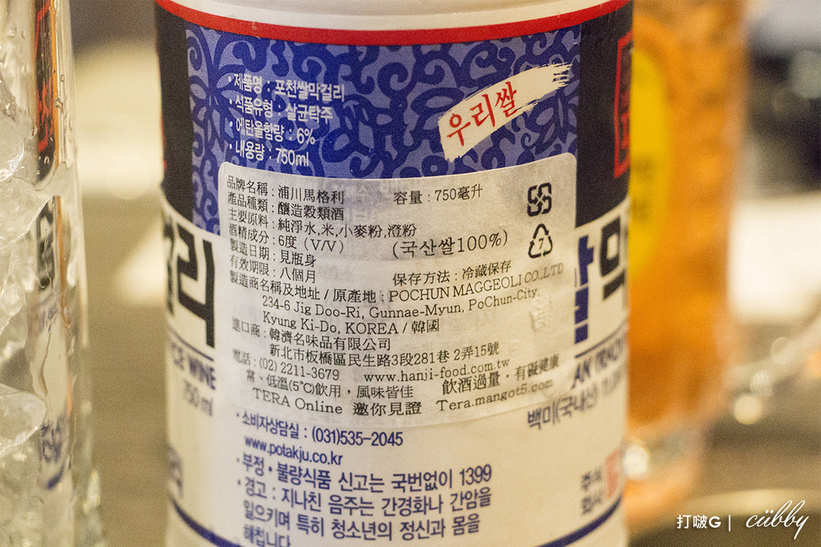 · 제품명 : 포천쌀막걸리
· 식품유형 : 살균탁주
· 에탄올함량 : 6%
· 내용량 : 750ml
우리쌀
品牌名稱 : 浦川馬格利 容量 : 750毫升
產品種類 : 釀造穀類酒
主要原料 : 純淨水,米,小麥粉,澄粉
酒精成分 : 6度 (V/V) (국산쌀100%)
製造日期 : 見瓶身
有效期限 : 八個月 保存方法 : 冷藏保存
製造商名稱及地址 / 原產地 : POCHUN MAGGEOLI CO.,LTD
234-6 Jig Doo-Ri, Gunnae-Myun, PoChun-City.
Kyung Ki-Do, KOREA / 韓國
進口商 : 韓濟名味品有限公司
新北市板橋區民生路3段281巷 2弄15號
電話 : (02) 2211-3679 www.hanji-food.com.tw
常、低溫(5℃)飲用，風味皆佳 飲酒過量，有礙健康
TERA Online 邀你見證 Tera.mangot5.com
리
쌀막
CE WINE
750 ml
AN
백미(국내산)
· 소비자상담실 : (031)535-2045
www.potakju.co.kr
· 부정 · 불량식품 신고는 국번없이 1399
· 경고 : 지나친 음주는 간경화나 간암을
일으키며 특히 청소년의 정신과 몸을
해칩니다
打啵G | cübby